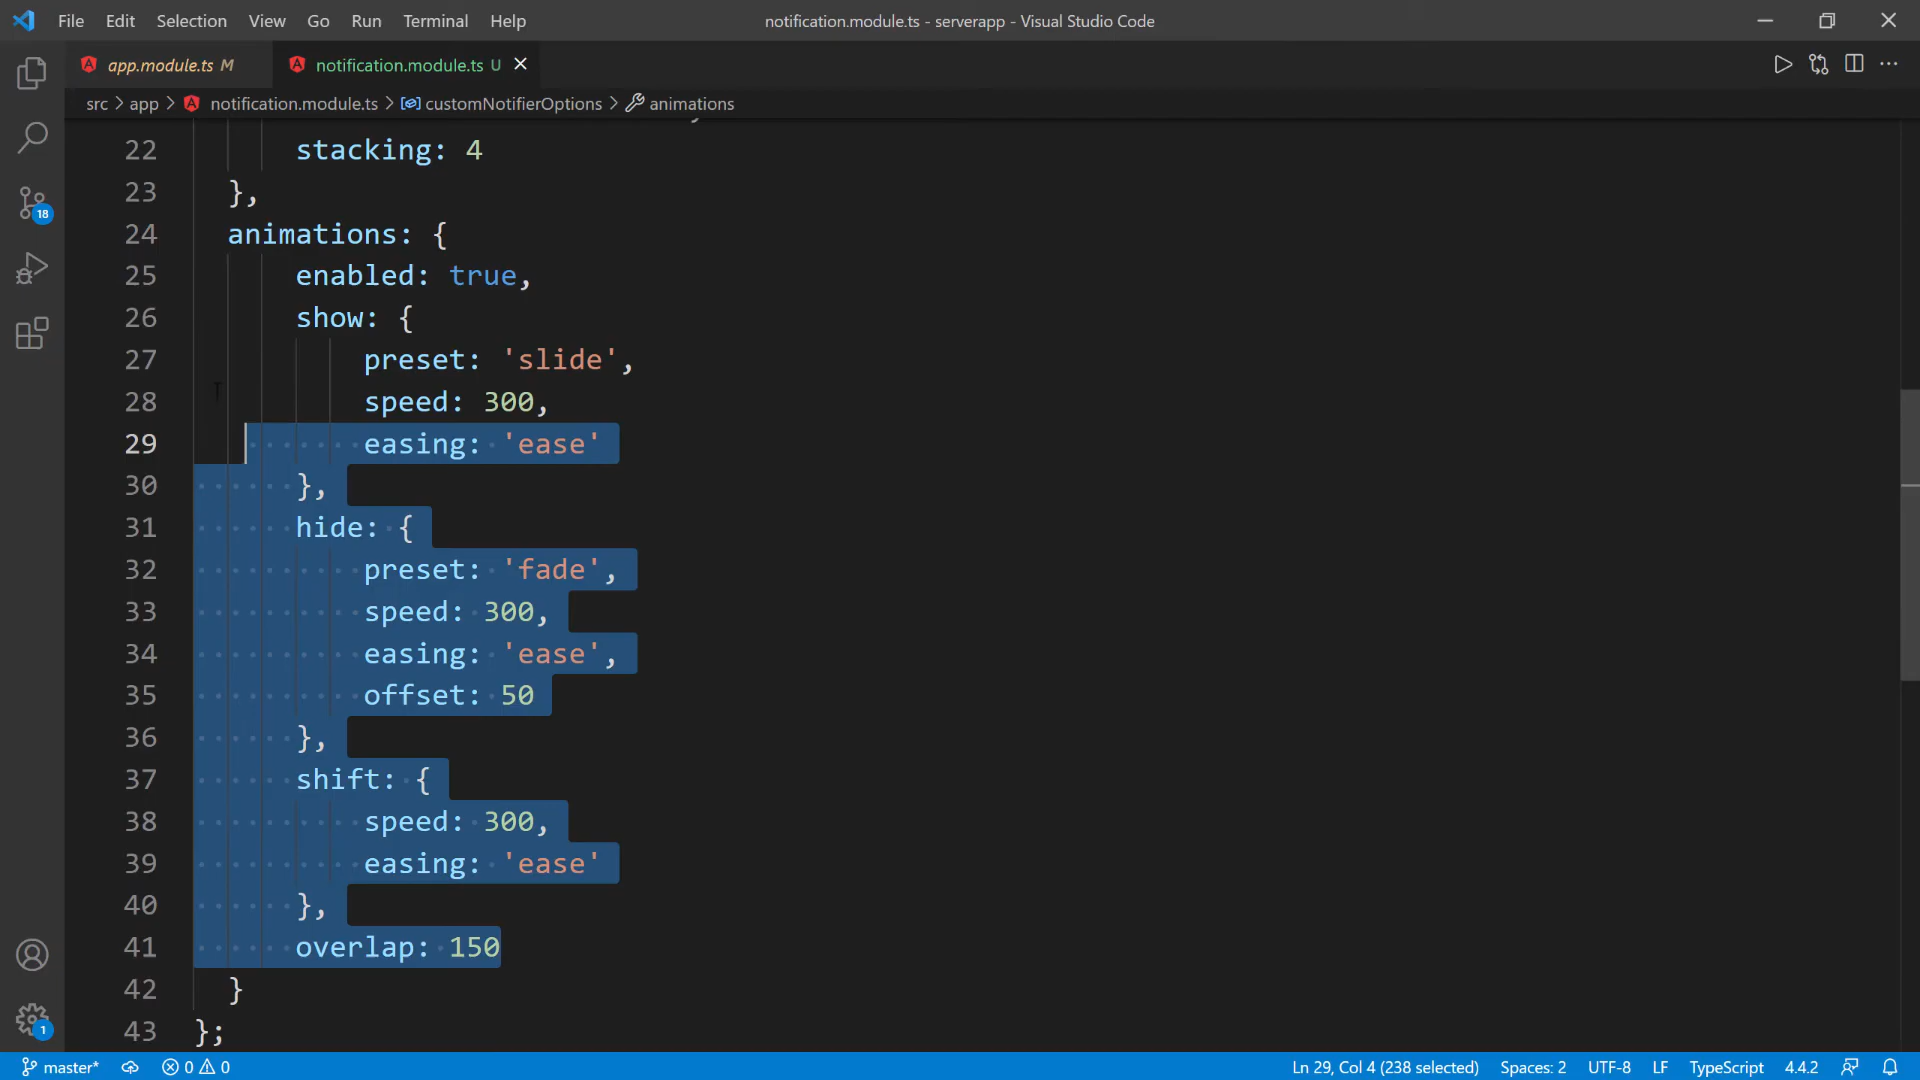 File Edit Selection View Go Run Terminal Help
notification.module.ts - serverapp - Visual Studio Code
app.module.ts M
notification.module.ts U
src > app > notification.module.ts > customNotifierOptions > animations
22 stacking: 4
23 },
24 animations: {
25 enabled: true,
26 show: {
27 preset: 'slide',
28 speed: 300,
29 easing: 'ease'
30 },
31 hide: {
32 preset: 'fade',
33 speed: 300,
34 easing: 'ease',
35 offset: 50
36 },
37 shift: {
38 speed: 300,
39 easing: 'ease'
40 },
41 overlap: 150
42 }
43 };
18
1
master* 0 0 Ln 29, Col 4 (238 selected) Spaces: 2 UTF-8 LF TypeScript 4.4.2